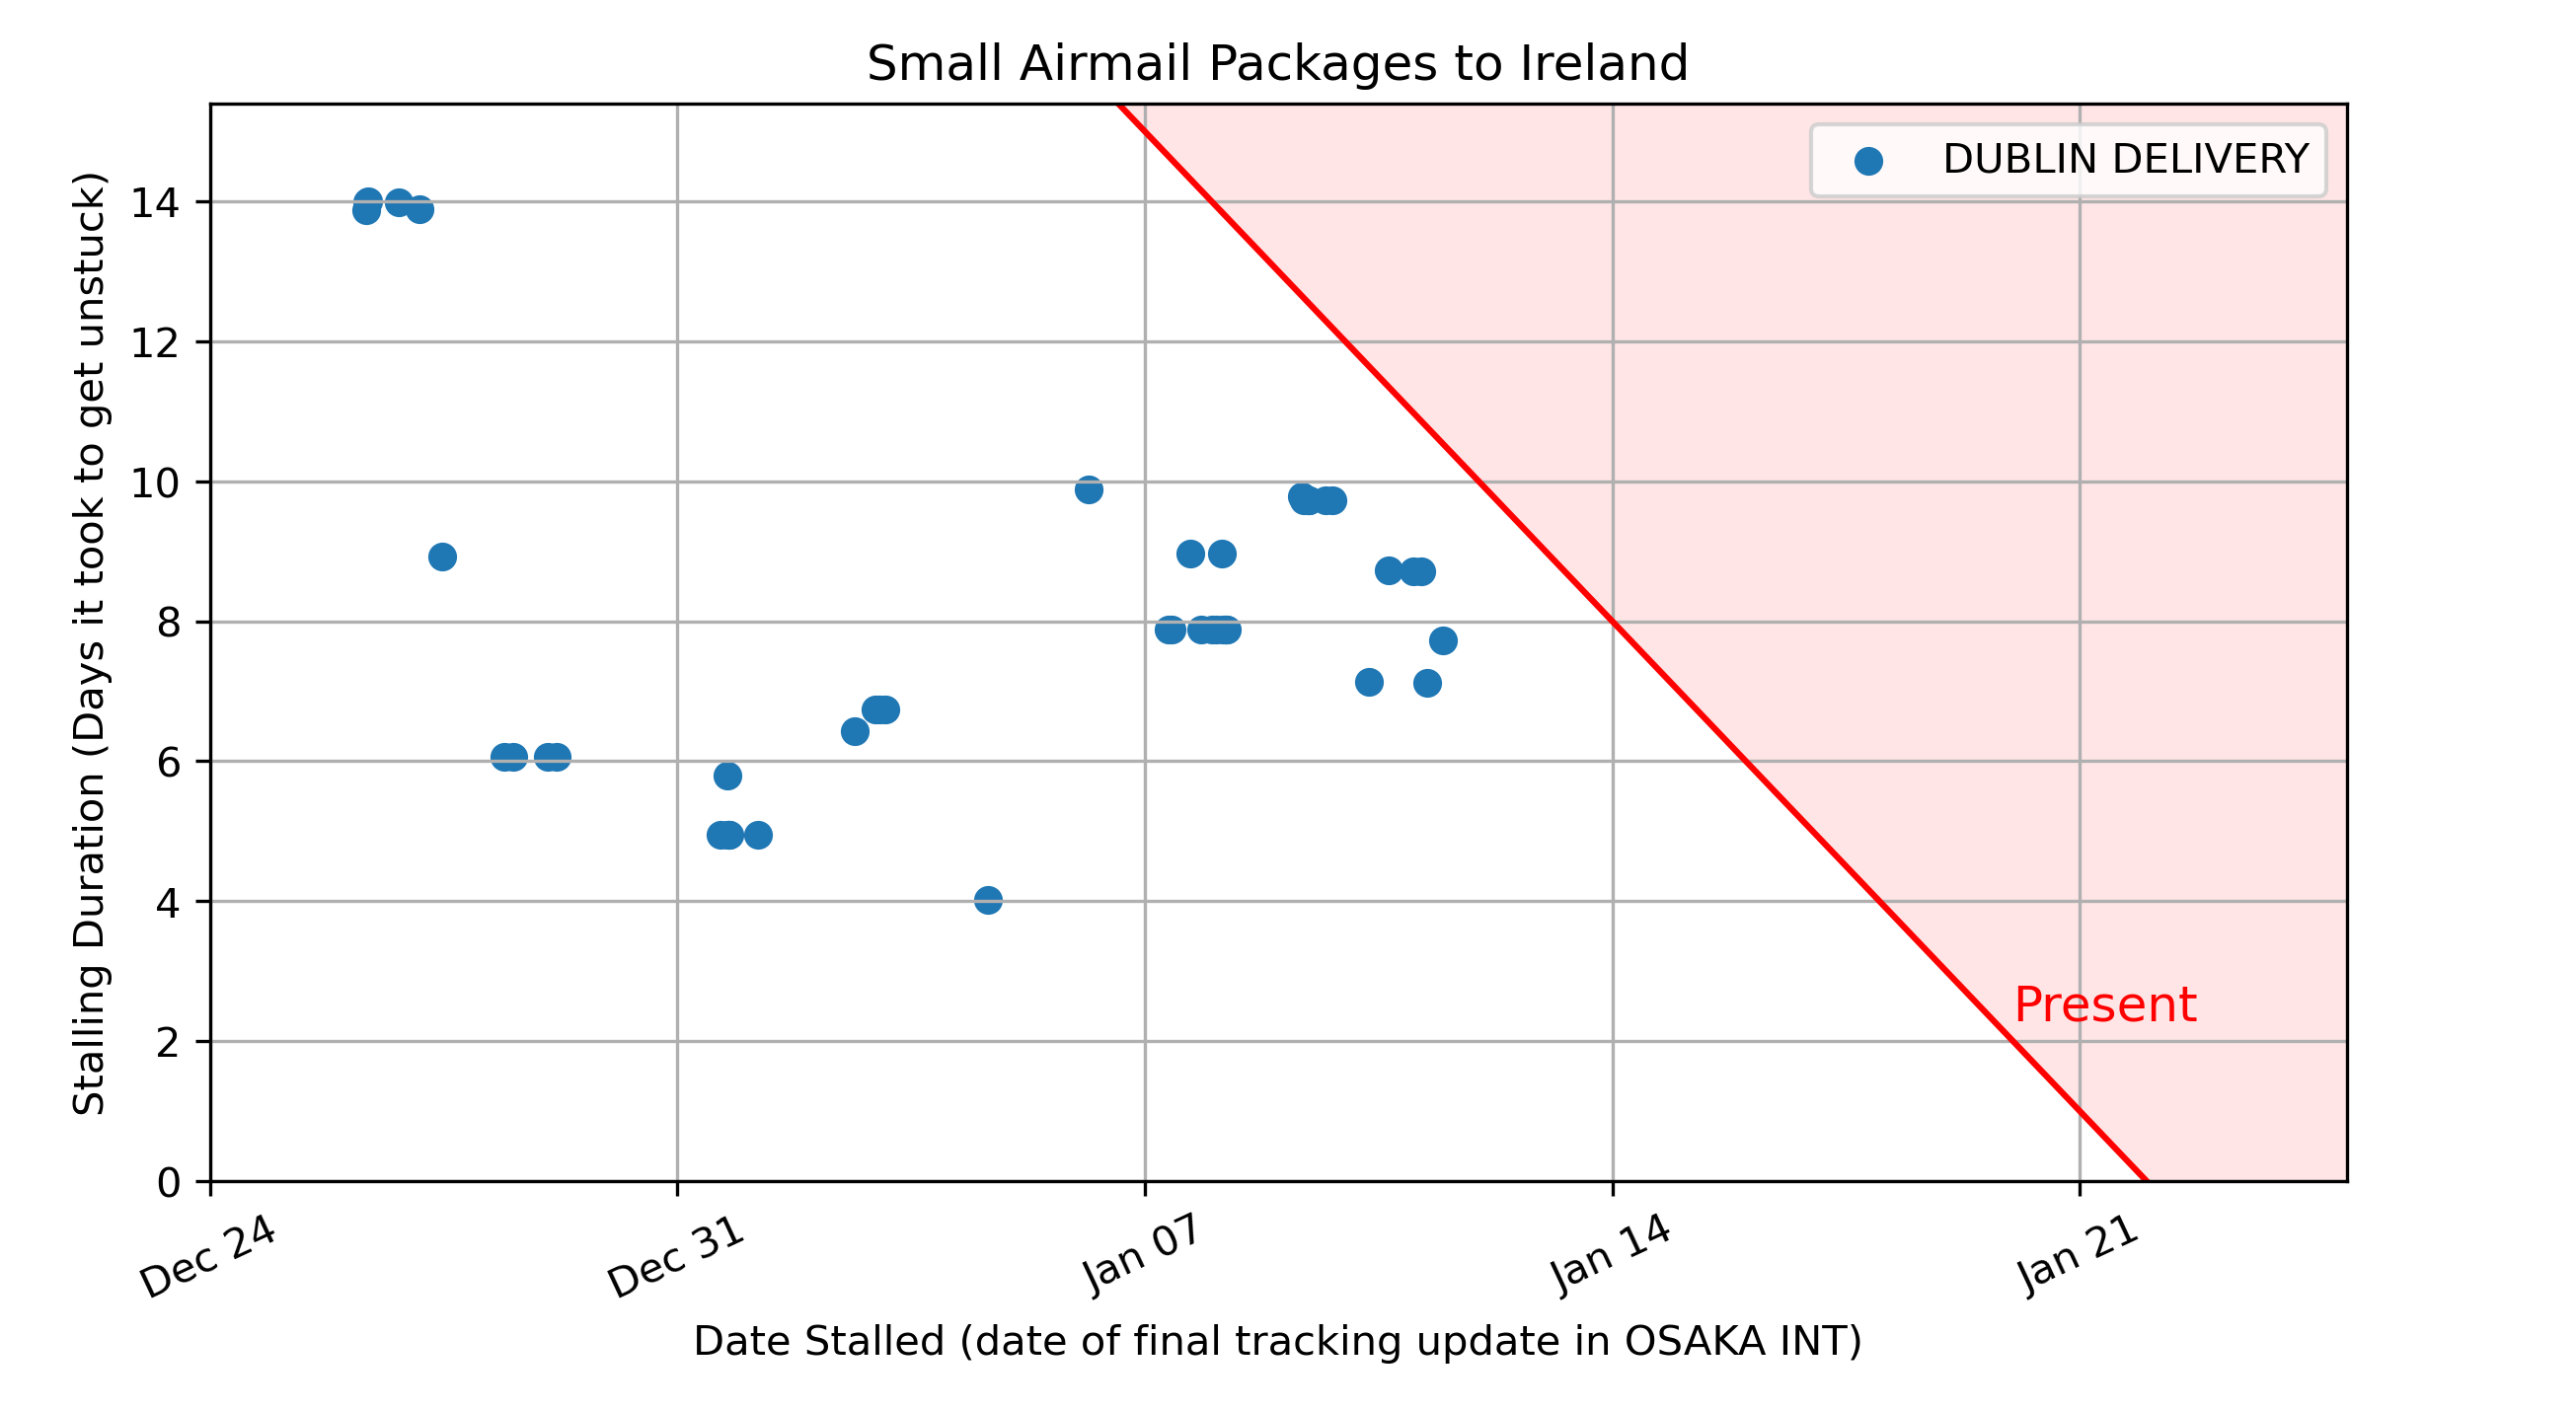 Small Airmail Packages to Ireland
DUBLIN DELIVERY
Stalling Duration (Days it took to get unstuck)
14
12
10
8
6
4
2
0
Present
Dec 24
Dec 31
Jan 07
Jan 14
Jan 21
Date Stalled (date of final tracking update in OSAKA INT)